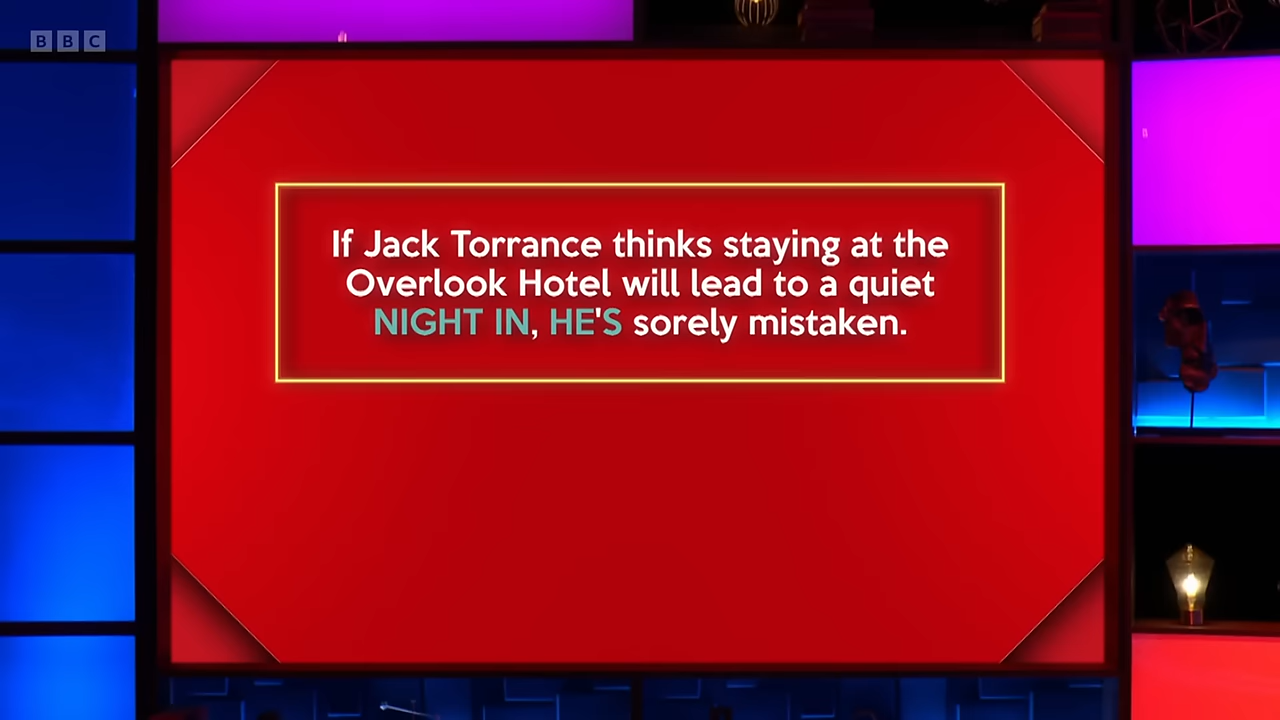 BBC
If Jack Torrance thinks staying at the
Overlook Hotel will lead to a quiet
NIGHT IN, HE'S sorely mistaken.